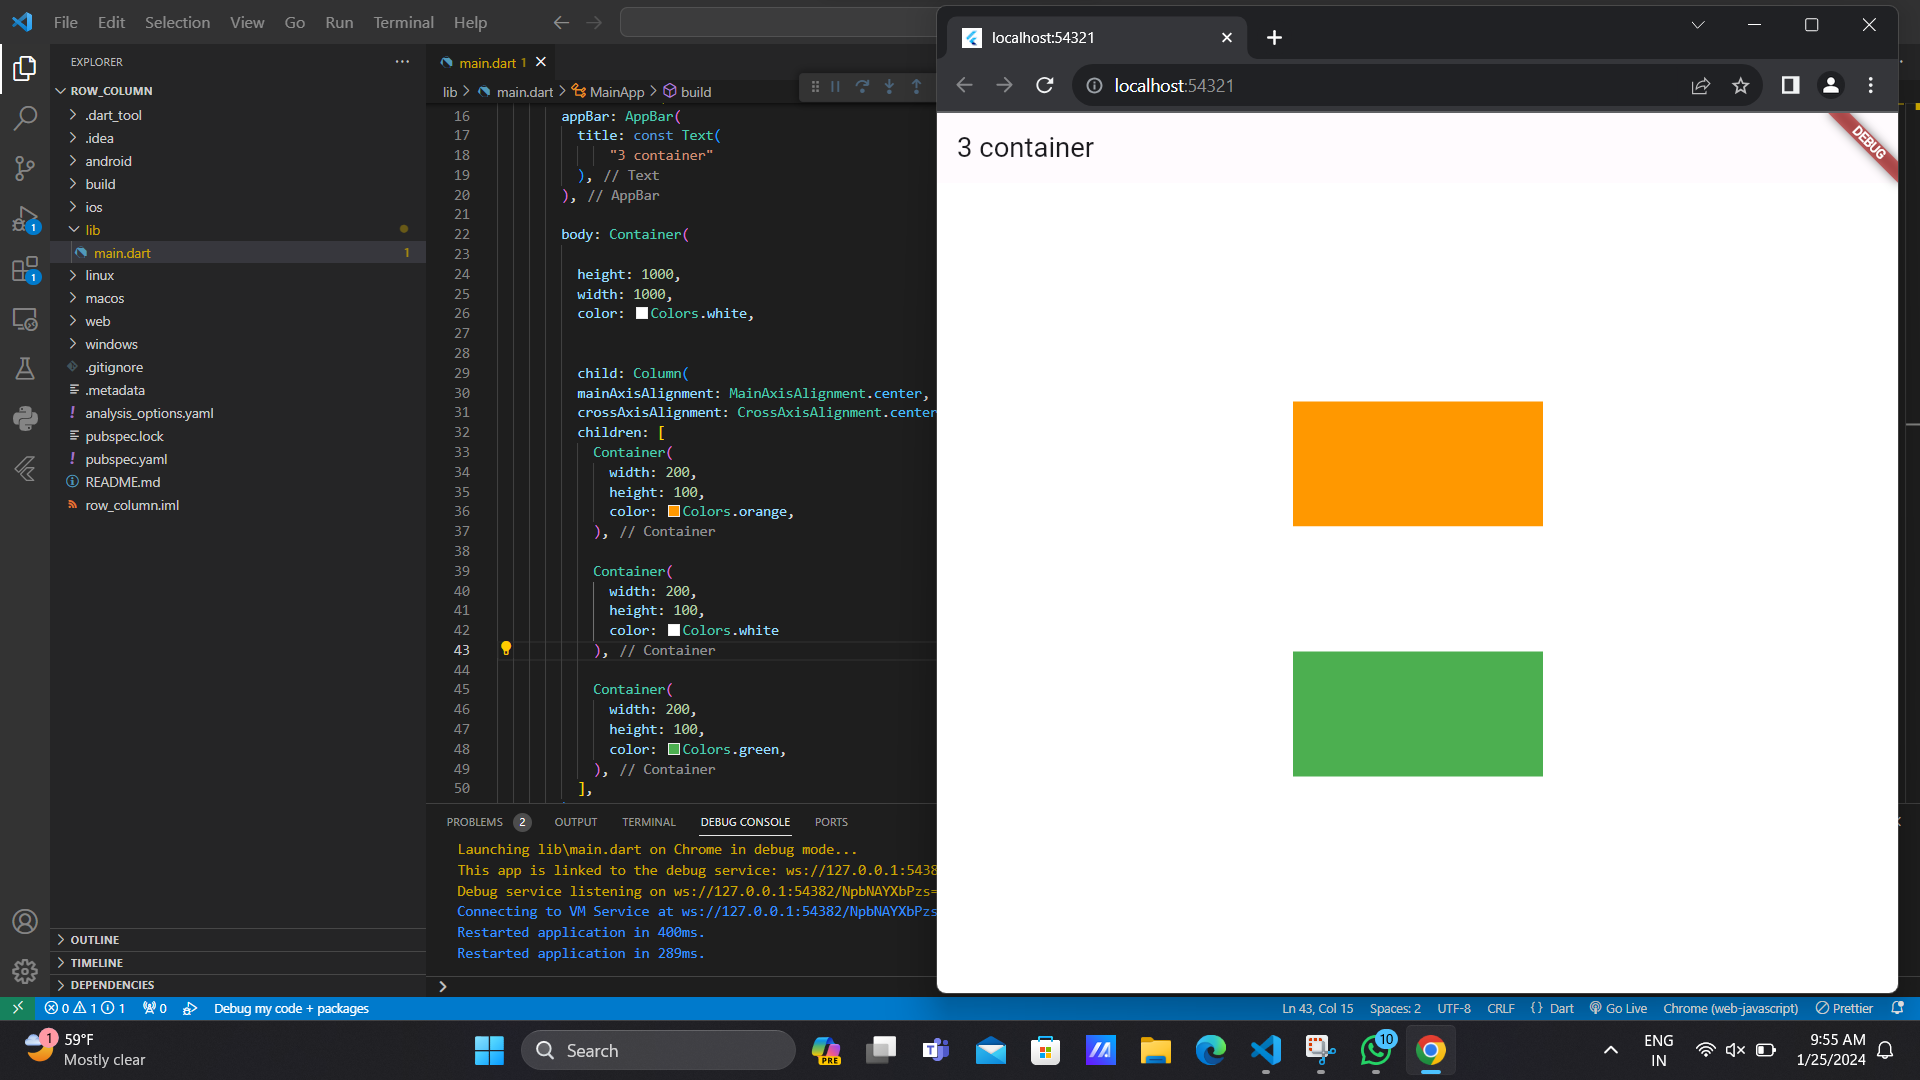 File Edit Selection View Go Run Terminal Help
EXPLORER
ROW_COLUMN
.dart_tool
.idea
android
build
ios
lib
main.dart 1
linux
macos
web
windows
.gitignore
.metadata
analysis_options.yaml
pubspec.lock
pubspec.yaml
README.md
row_column.iml
OUTLINE
TIMELINE
DEPENDENCIES
1
1
main.dart 1
lib > main.dart > MainApp > build
16 appBar: AppBar(
17 title: const Text(
18 "3 container"
19 ), // Text
20 ), // AppBar
21
22 body: Container(
23
24 height: 1000,
25 width: 1000,
26 color: Colors.white,
27
28
29 child: Column(
30 mainAxisAlignment: MainAxisAlignment.center,
31 crossAxisAlignment: CrossAxisAlignment.center
32 children: [
33 Container(
34 width: 200,
35 height: 100,
36 color: Colors.orange,
37 ), // Container
38
39 Container(
40 width: 200,
41 height: 100,
42 color: Colors.white
43 ), // Container
44
45 Container(
46 width: 200,
47 height: 100,
48 color: Colors.green,
49 ), // Container
50 ],
PROBLEMS 2 OUTPUT TERMINAL DEBUG CONSOLE PORTS
Launching lib\main.dart on Chrome in debug mode...
This app is linked to the debug service: ws://127.0.0.1:5438
Debug service listening on ws://127.0.0.1:54382/NpbNAYXbPzs=
Connecting to VM Service at ws://127.0.0.1:54382/NpbNAYXbPzs
Restarted application in 400ms.
Restarted application in 289ms.
localhost:54321
localhost:54321
3 container
DEBUG
0 1 1 0 Debug my code + packages
Ln 43, Col 15 Spaces: 2 UTF-8 CRLF {} Dart Go Live Chrome (web-javascript) Prettier
1
59°F
Mostly clear
Search
PRE
10
ENG
IN
9:55 AM
1/25/2024